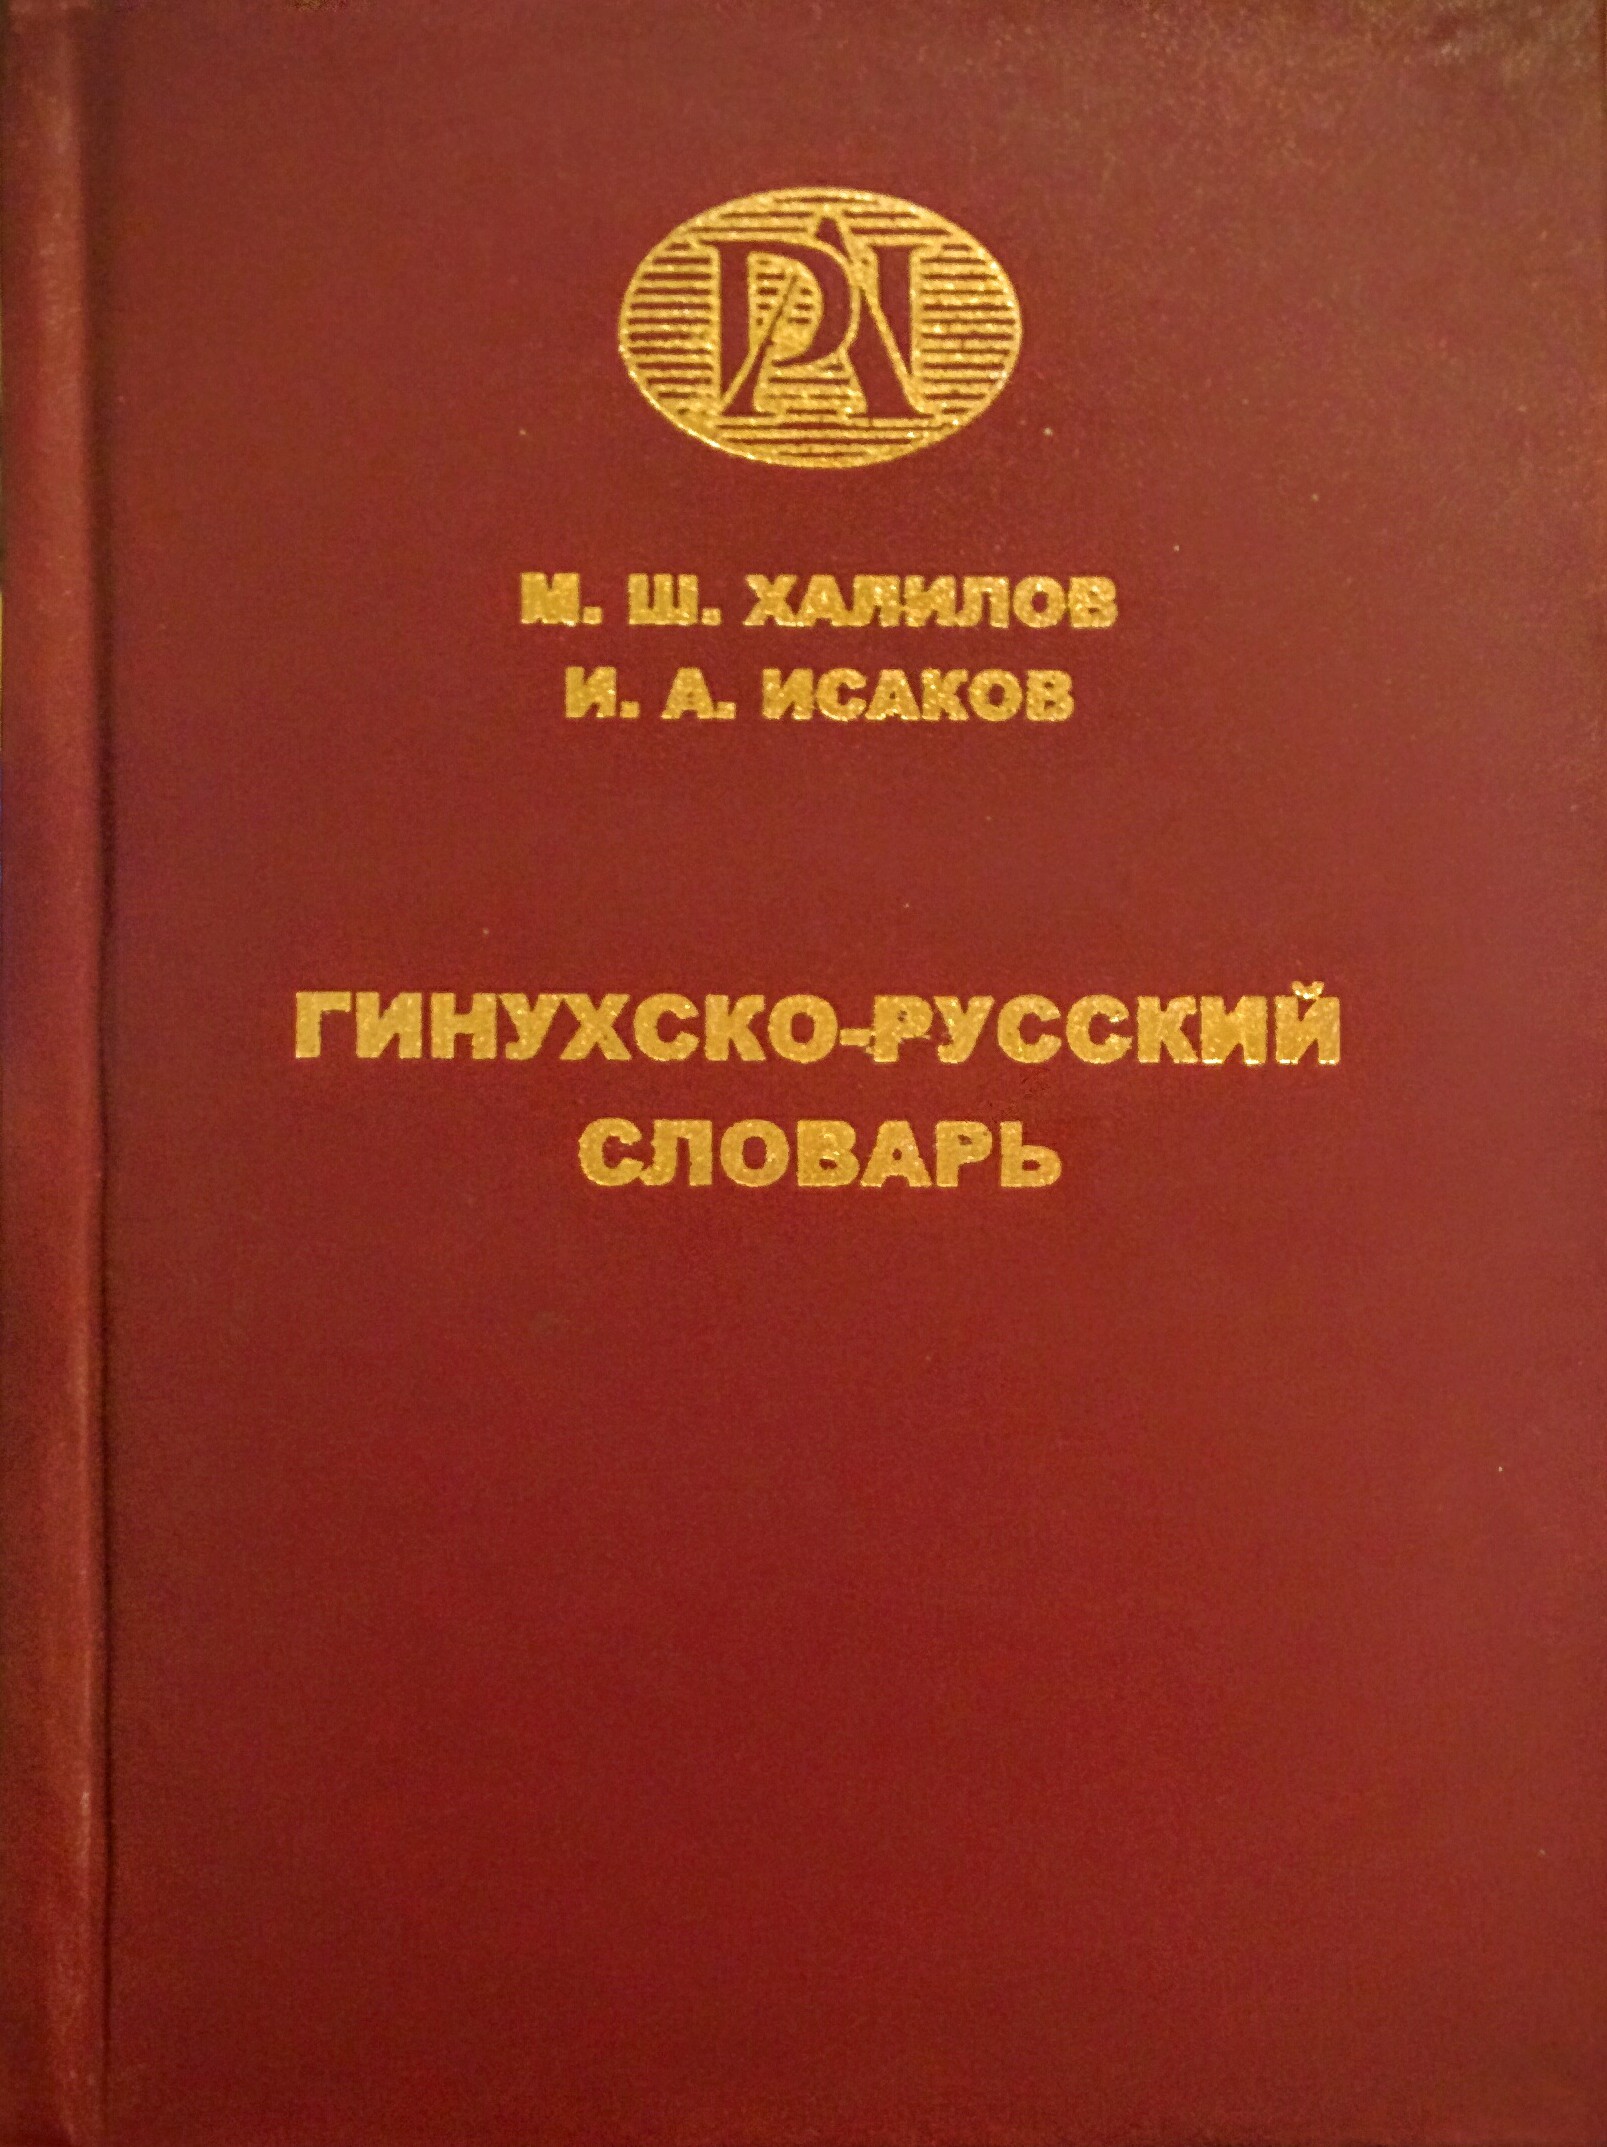 М. Ш. ХАЛИЛОВ
И. А. ИСАКОВ
ГИНУХСКО-РУССКИЙ
СЛОВАРЬ